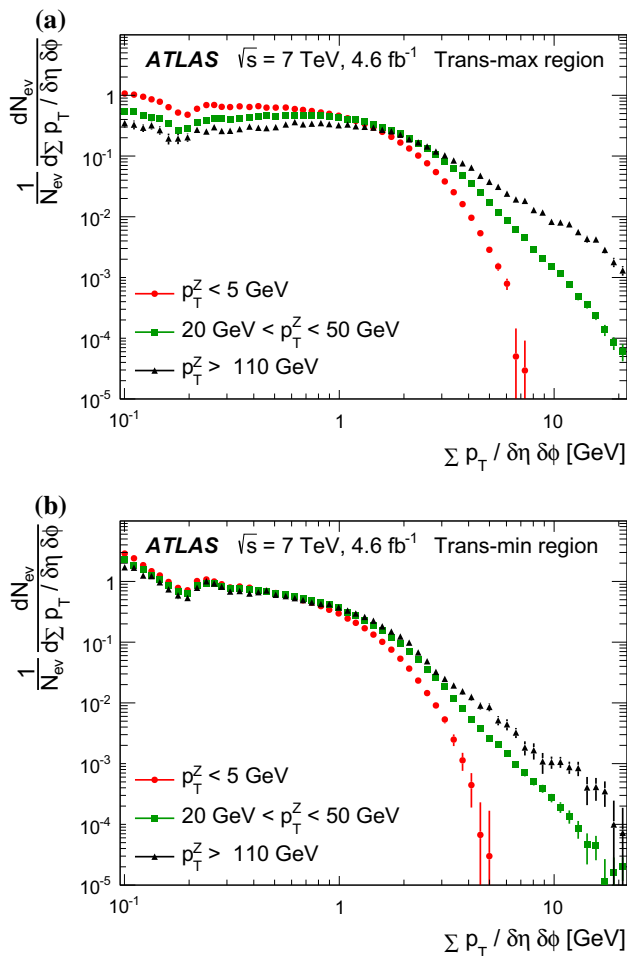 (a)
ATLAS √s = 7 TeV, 4.6 fb⁻¹ Trans-max region
1/N_ev dN_ev/d∑ p_T / δη δϕ
1
10⁻¹
10⁻²
10⁻³
10⁻⁴
10⁻⁵
p_T^Z < 5 GeV
20 GeV < p_T^Z < 50 GeV
p_T^Z > 110 GeV
10⁻¹ 1 10
∑ p_T / δη δϕ [GeV]
(b)
ATLAS √s = 7 TeV, 4.6 fb⁻¹ Trans-min region
1/N_ev dN_ev/d∑ p_T / δη δϕ
1
10⁻¹
10⁻²
10⁻³
10⁻⁴
10⁻⁵
p_T^Z < 5 GeV
20 GeV < p_T^Z < 50 GeV
p_T^Z > 110 GeV
10⁻¹ 1 10
∑ p_T / δη δϕ [GeV]